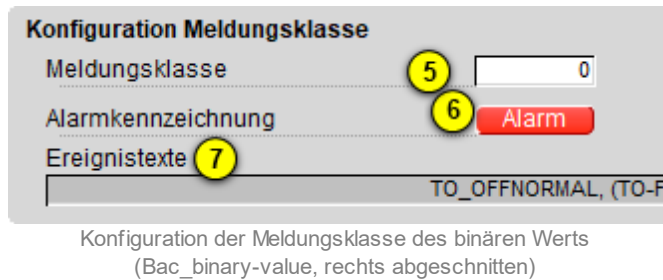 Konfiguration Meldungsklasse
Meldungsklasse 5 0
Alarmkennzeichnung 6 Alarm
Ereignistexte 7
TO_OFFNORMAL, (TO-F
Konfiguration der Meldungsklasse des binären Werts
(Bac_binary-value, rechts abgeschnitten)